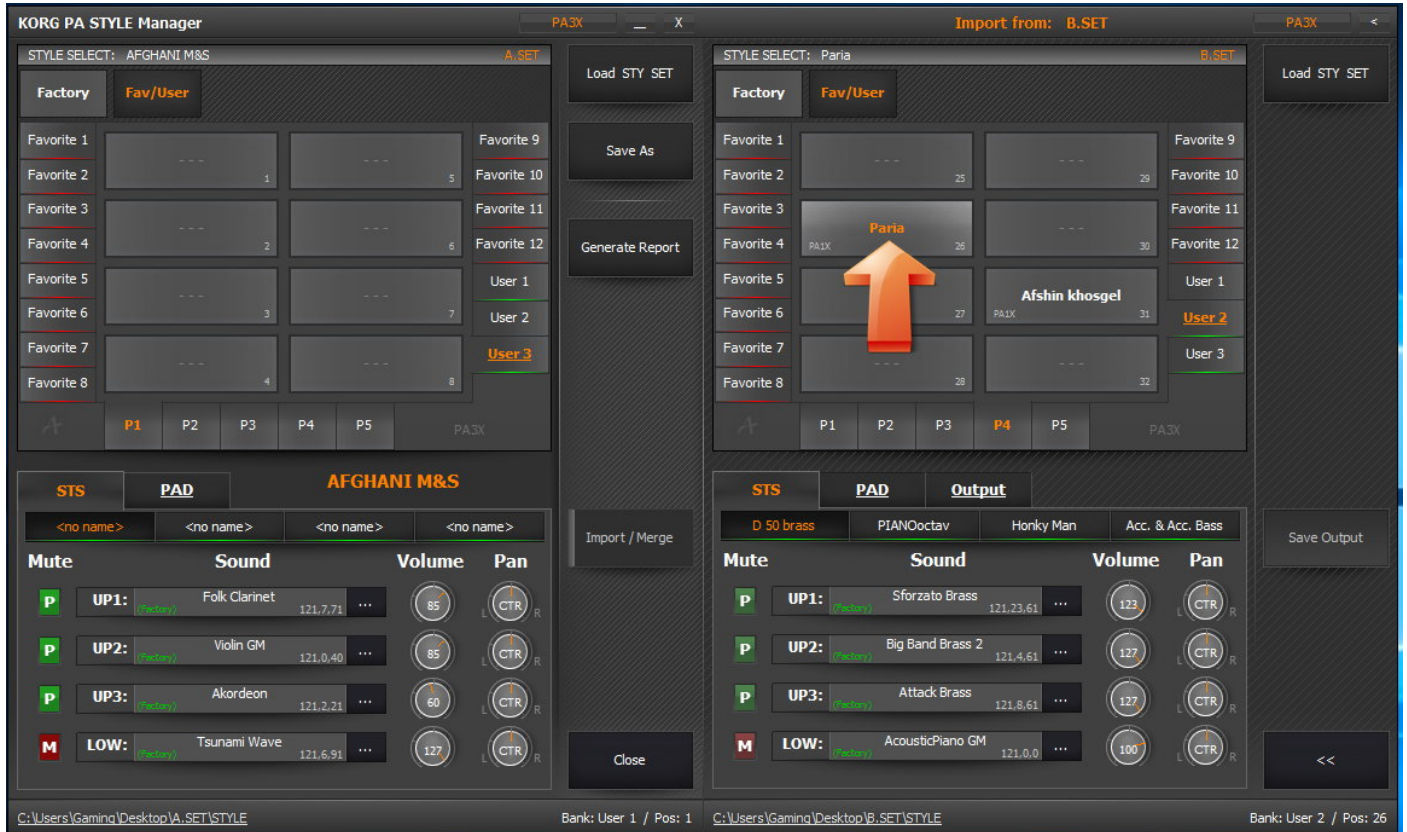 KORG PA STYLE Manager PA3X _ X
STYLE SELECT: AFGHANI M&S A.SET
Factory Fav/User
Favorite 1
Favorite 2
Favorite 3
Favorite 4
Favorite 5
Favorite 6
Favorite 7
Favorite 8
- - - 1
- - - 2
- - - 3
- - - 4
- - - 5
- - - 6
- - - 7
- - - 8
Favorite 9
Favorite 10
Favorite 11
Favorite 12
User 1
User 2
User 3
P1 P2 P3 P4 P5 PA3X
STS PAD AFGHANI M&S
<no name> <no name> <no name> <no name>
Mute Sound Volume Pan
P UP1: (Factory) Folk Clarinet 121,7,71 ... 85 L CTR R
P UP2: (Factory) Violin GM 121,0,40 ... 85 L CTR R
P UP3: (Factory) Akordeon 121,2,21 ... 60 L CTR R
M LOW: (Factory) Tsunami Wave 121,6,91 ... 127 L CTR R
C:\Users\Gaming\Desktop\A.SET\STYLE Bank: User 1 / Pos: 1
Load STY SET
Save As
Generate Report
Import / Merge
Close
Import from: B.SET PA3X <
STYLE SELECT: Paria B.SET
Factory Fav/User
Favorite 1
Favorite 2
Favorite 3
Favorite 4
Favorite 5
Favorite 6
Favorite 7
Favorite 8
- - - 25
Paria
PA1X 26
27
- - - 28
- - - 29
- - - 30
Afshin khosgel
PA1X 31
- - - 32
Favorite 9
Favorite 10
Favorite 11
Favorite 12
User 1
User 2
User 3
P1 P2 P3 P4 P5 PA3X
STS PAD Output
D 50 brass PIANOoctav Honky Man Acc. & Acc. Bass
Mute Sound Volume Pan
P UP1: (Factory) Sforzato Brass 121,23,61 ... 123 L CTR R
P UP2: (Factory) Big Band Brass 2 121,4,61 ... 127 L CTR R
P UP3: (Factory) Attack Brass 121,8,61 ... 127 L CTR R
M LOW: (Factory) AcousticPiano GM 121,0,0 ... 100 L CTR R
C:\Users\Gaming\Desktop\B.SET\STYLE Bank: User 2 / Pos: 26
Load STY SET
Save Output
<<